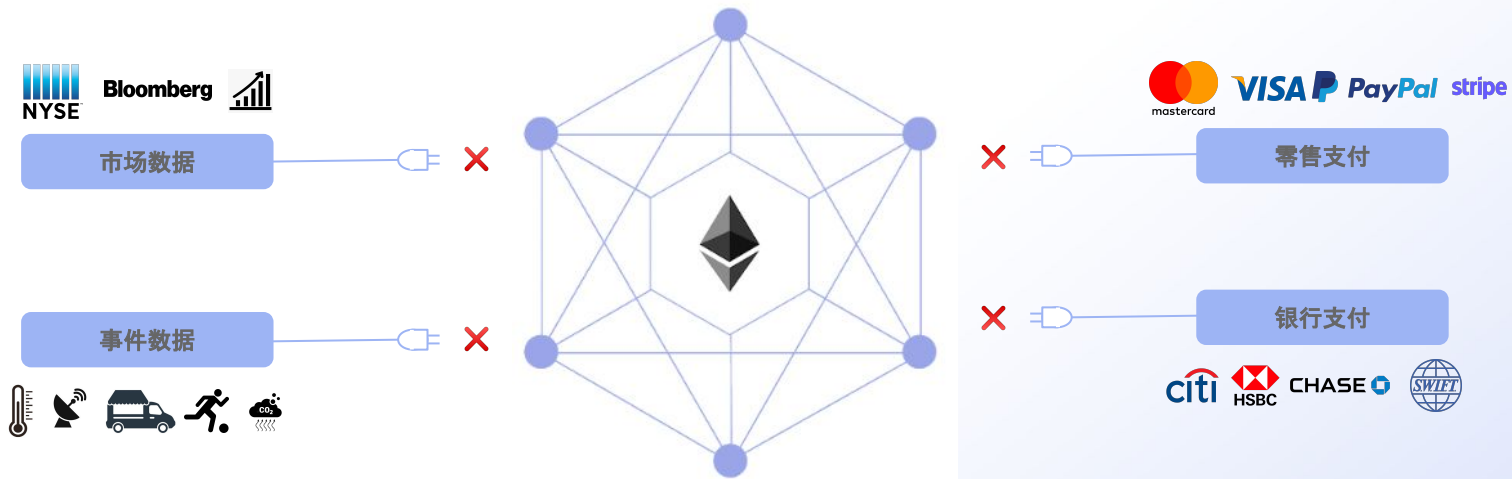 NYSE
Bloomberg
市场数据
事件数据
CO2
mastercard
VISA
PayPal
stripe
零售支付
银行支付
citi
HSBC
CHASE
SWIFT